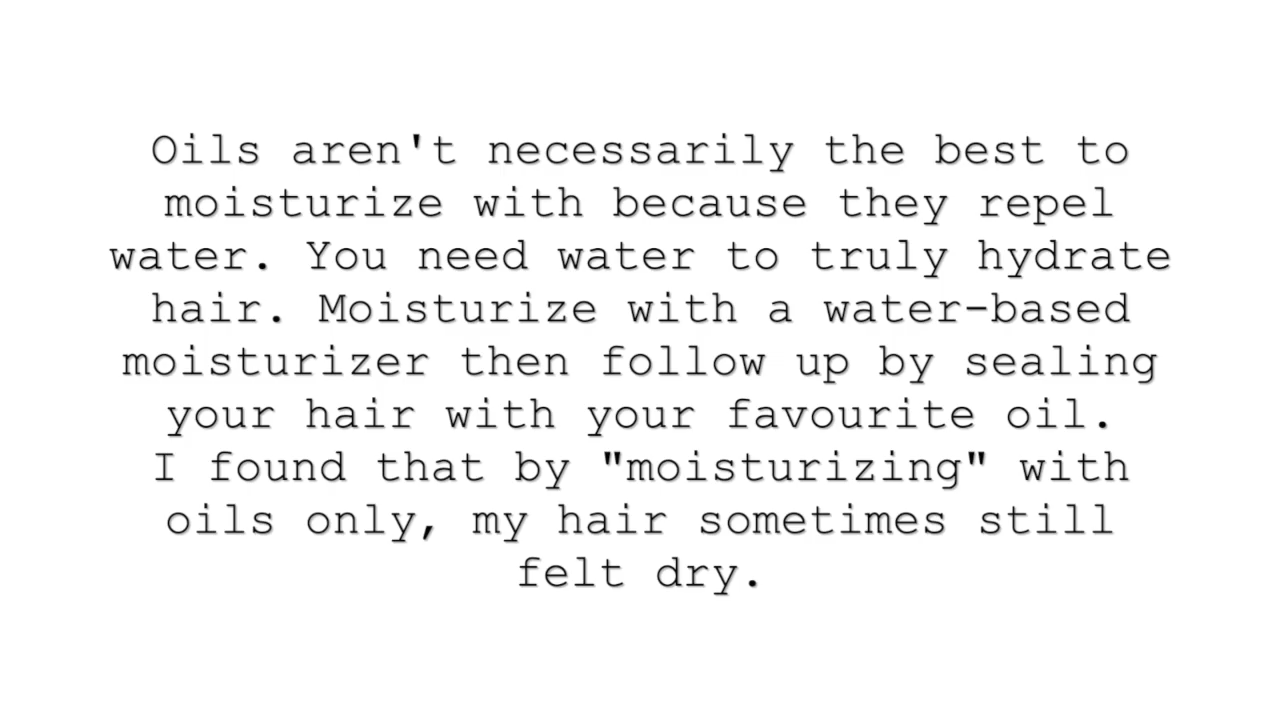 Oils aren't necessarily the best to
moisturize with because they repel
water. You need water to truly hydrate
hair. Moisturize with a water-based
moisturizer then follow up by sealing
your hair with your favourite oil.
I found that by "moisturizing" with
oils only, my hair sometimes still
felt dry.